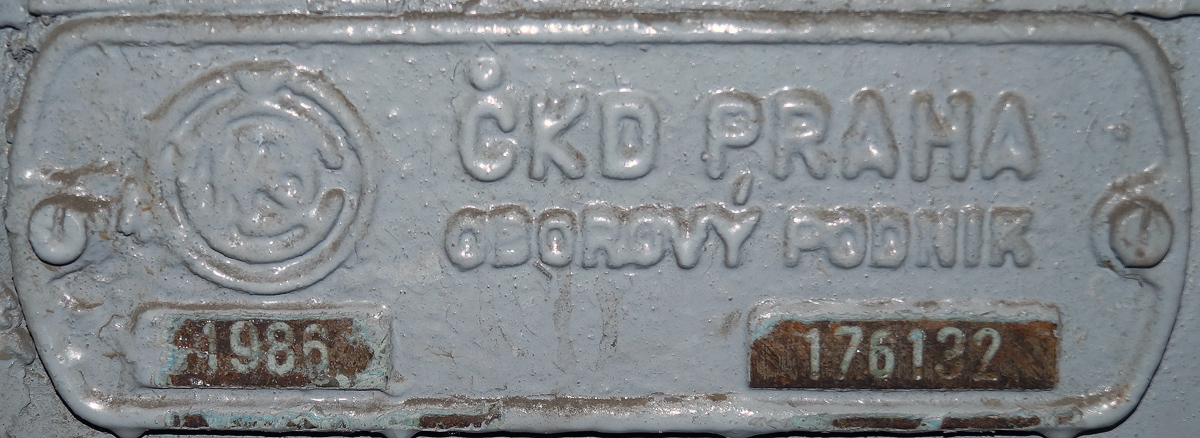 ČKD PRAHA
OBOROVÝ PODNIK
1986 176132